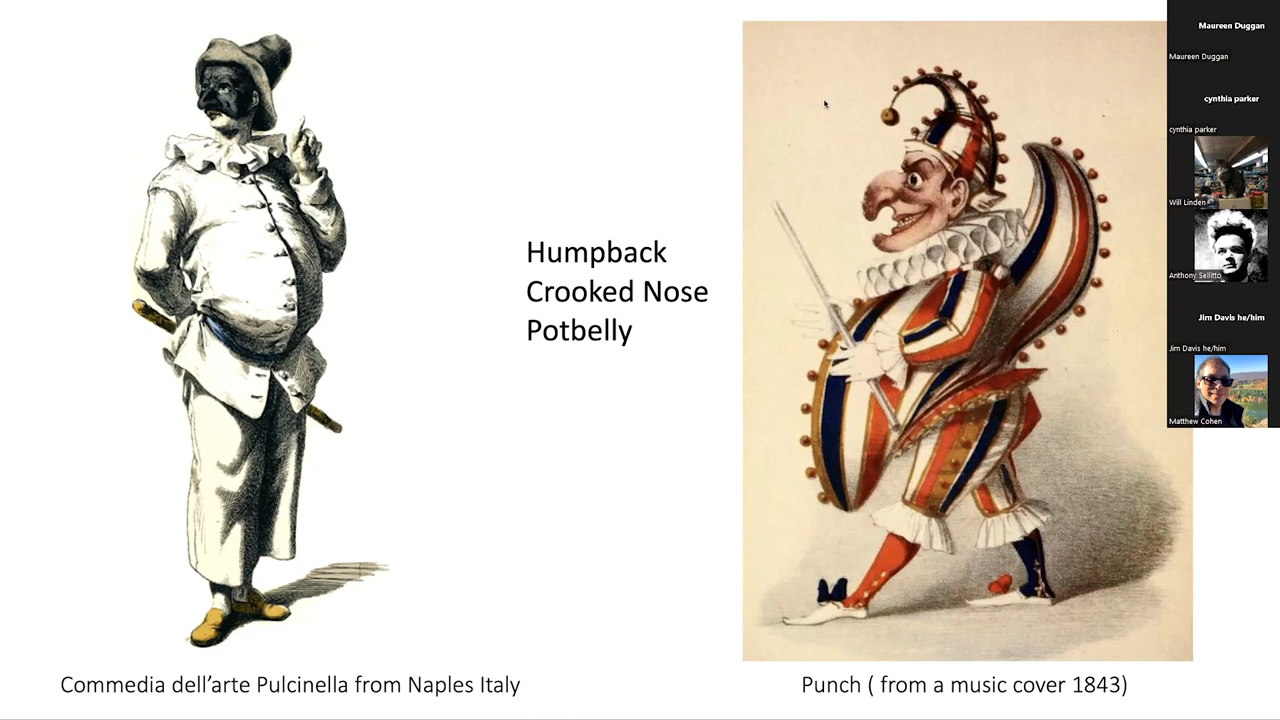 Humpback
Crooked Nose
Potbelly
Commedia dell’arte Pulcinella from Naples Italy
Punch ( from a music cover 1843)
Maureen Duggan
Maureen Duggan
cynthia parker
cynthia parker
Will Linden
Anthony Sellitto
Jim Davis he/him
Jim Davis he/him
Matthew Cohen